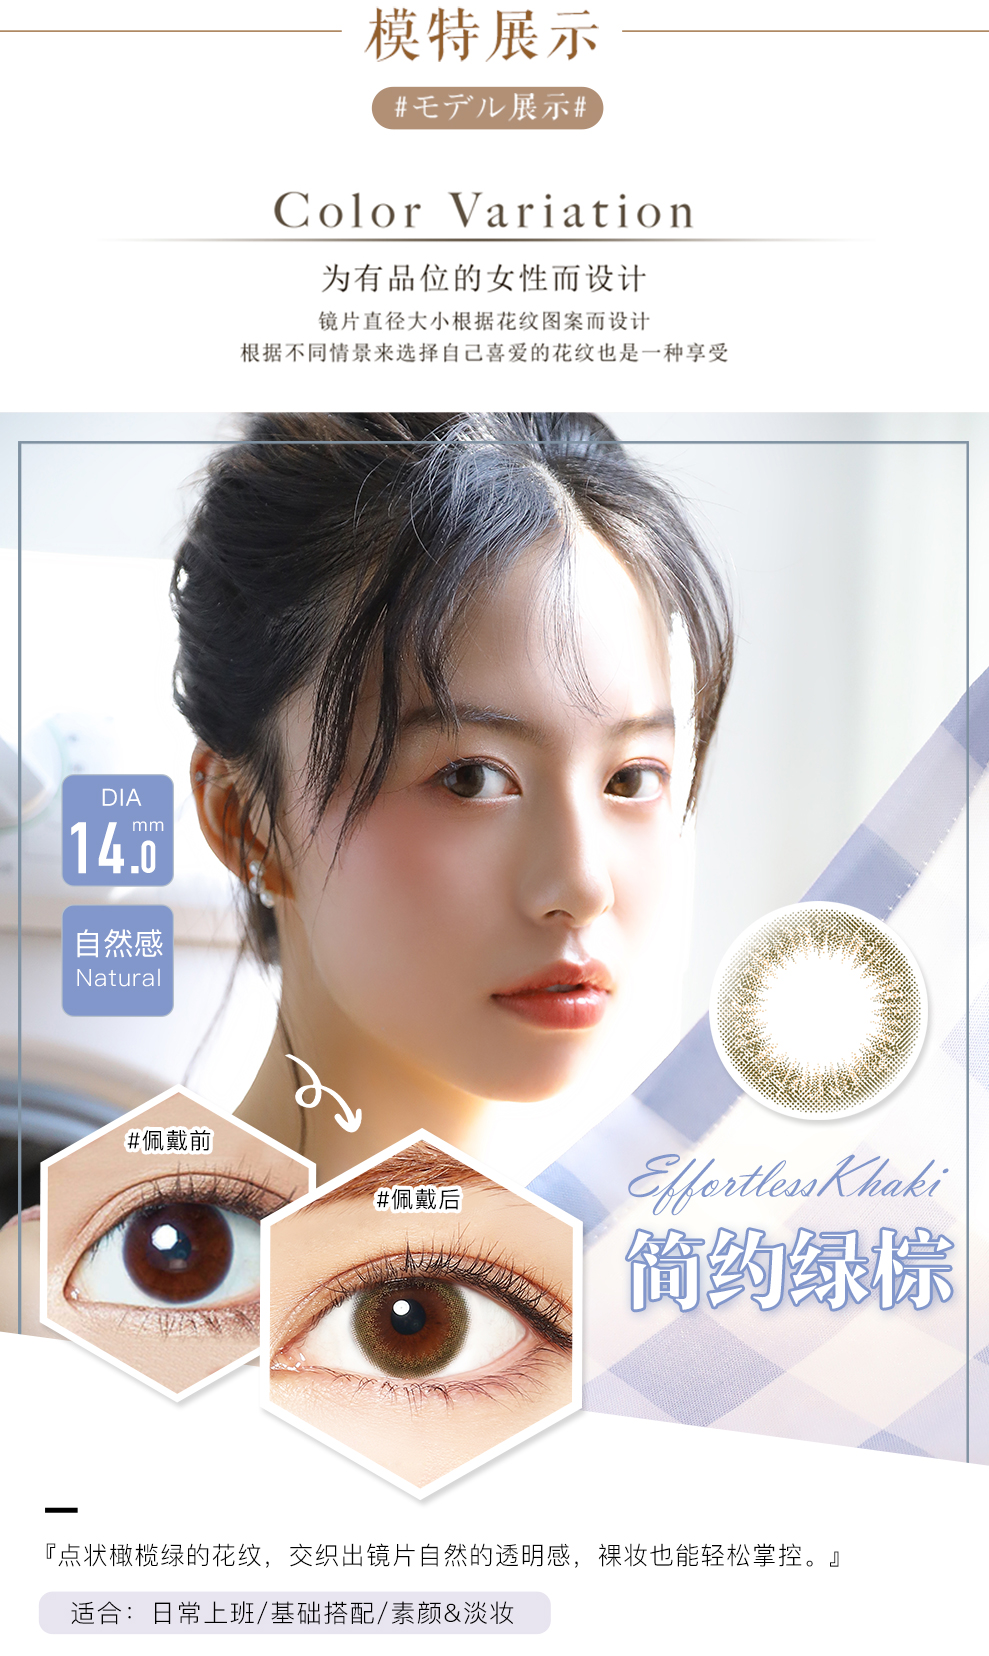 模特展示
#モデル展示#
Color Variation
为有品位的女性而设计
镜片直径大小根据花纹图案而设计
根据不同情景来选择自己喜爱的花纹也是一种享受
DIA
14.0mm
自然感
Natural
#佩戴前
#佩戴后
EffortlessKhaki
简约绿棕
『点状橄榄绿的花纹，交织出镜片自然的透明感，裸妆也能轻松掌控。』
适合：日常上班/基础搭配/素颜&淡妆